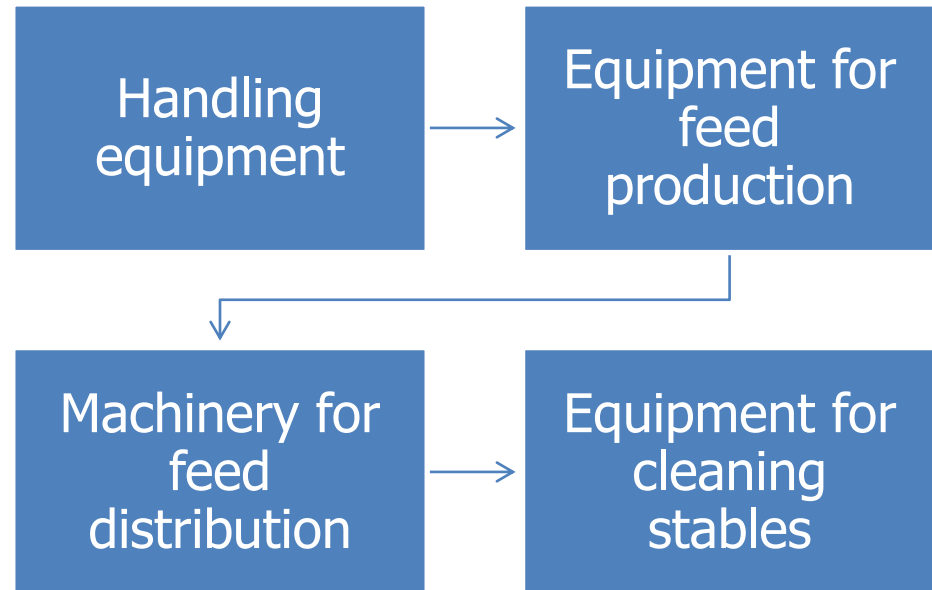 Handling
equipment
Equipment for
feed
production
Machinery for
feed
distribution
Equipment for
cleaning
stables